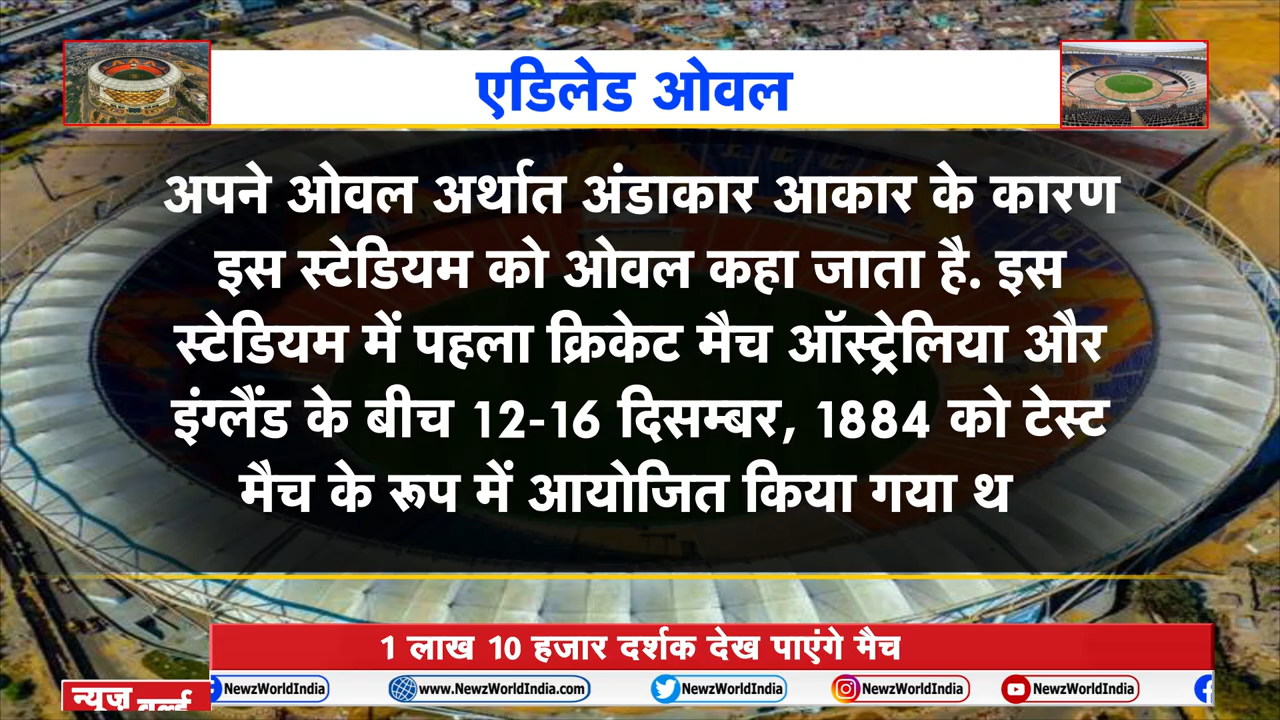 एडिलेड ओवल
अपने ओवल अर्थात अंडाकार आकार के कारण
इस स्टेडियम को ओवल कहा जाता है. इस
स्टेडियम में पहला क्रिकेट मैच ऑस्ट्रेलिया और
इंग्लैंड के बीच 12-16 दिसम्बर, 1884 को टेस्ट
मैच के रूप में आयोजित किया गया थ
1 लाख 10 हजार दर्शक देख पाएंगे मैच
न्यूज़ वर्ल्ड
NewzWorldIndia www.NewzWorldIndia.com NewzWorldIndia NewzWorldIndia NewzWorldIndia